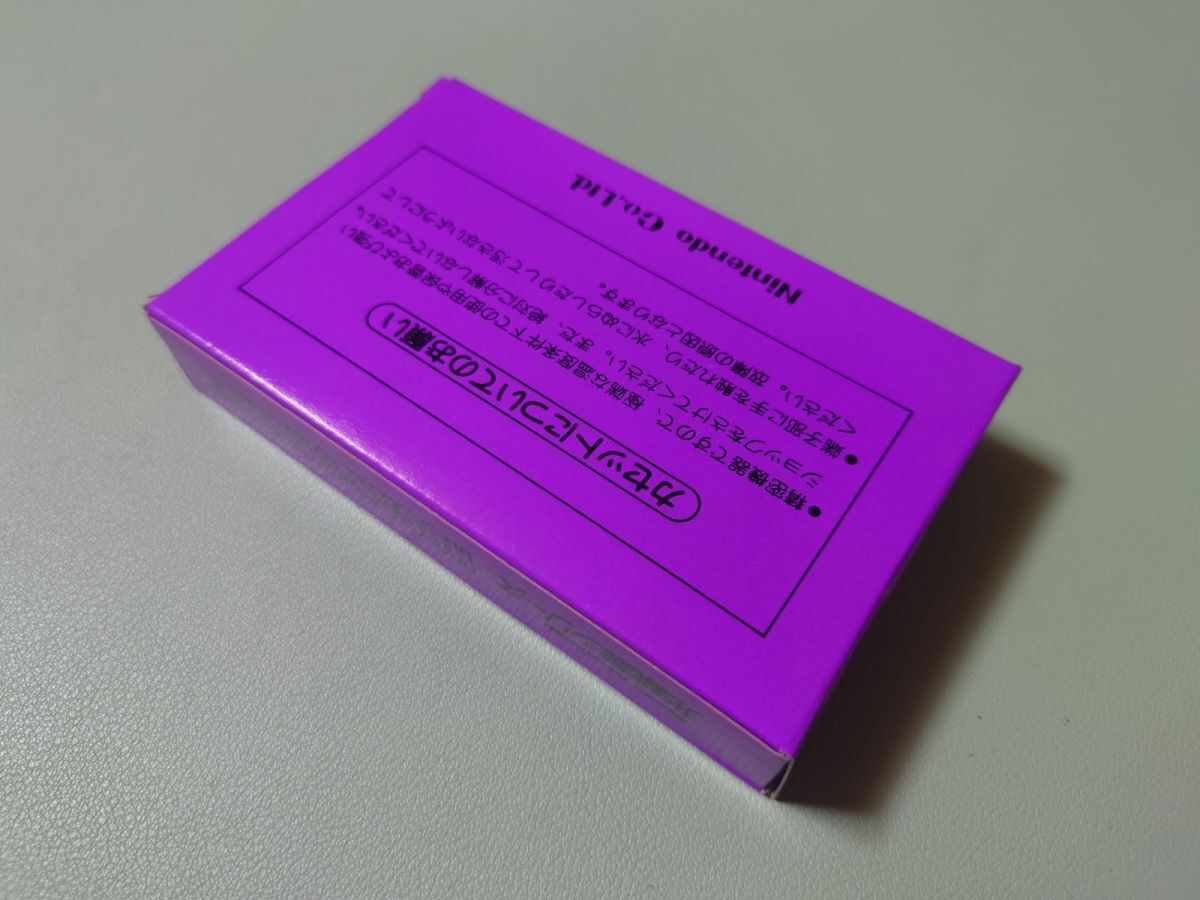 カセットについてのお願い
●精密機器ですので、極端な温度条件下での使用や保管および強い
ショックをさけてください。また、絶対に分解しないでください。
●端子部に手を触れたり、水にぬらしたりして汚さないようにして
ください。故障の原因となります。
Nintendo Co.,Ltd.